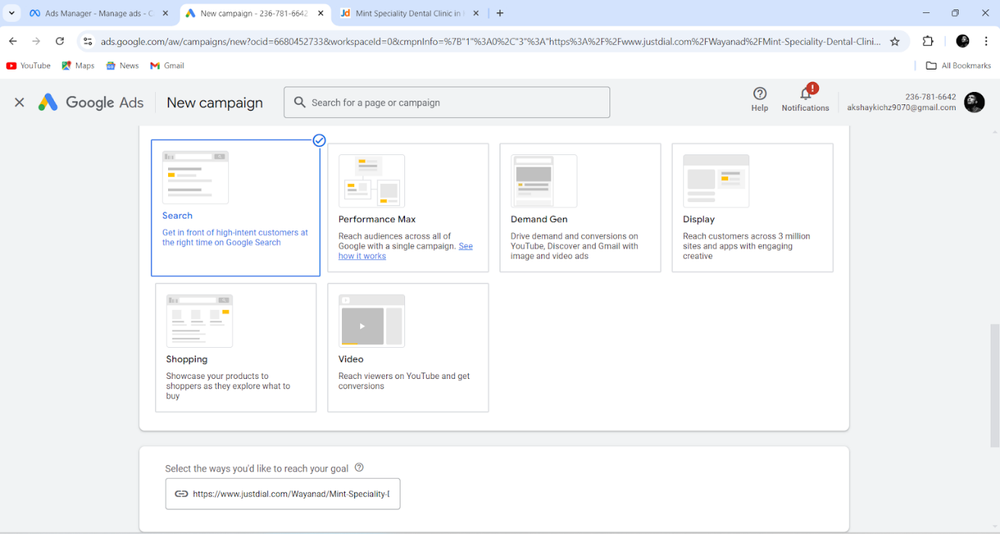 Ads Manager - Manage ads - C
New campaign - 236-781-6642
Jd Mint Speciality Dental Clinic in
ads.google.com/aw/campaigns/new?ocid=6680452733&workspaceId=0&cmpnInfo=%7B"1"%3A0%2C"3"%3A"https%3A%2F%2Fwww.justdial.com%2FWayanad%2FMint-Speciality-Dental-Clini...
YouTube
Maps
News
Gmail
All Bookmarks
Google Ads
New campaign
Search for a page or campaign
Help
!
Notifications
236-781-6642
akshaykichz9070@gmail.com
Search
Get in front of high-intent customers at
the right time on Google Search
Performance Max
Reach audiences across all of
Google with a single campaign. See
how it works
Demand Gen
Drive demand and conversions on
YouTube, Discover and Gmail with
image and video ads
Display
Reach customers across 3 million
sites and apps with engaging
creative
Shopping
Showcase your products to
shoppers as they explore what to
buy
Video
Reach viewers on YouTube and get
conversions
Select the ways you'd like to reach your goal
https://www.justdial.com/Wayanad/Mint-Speciality-